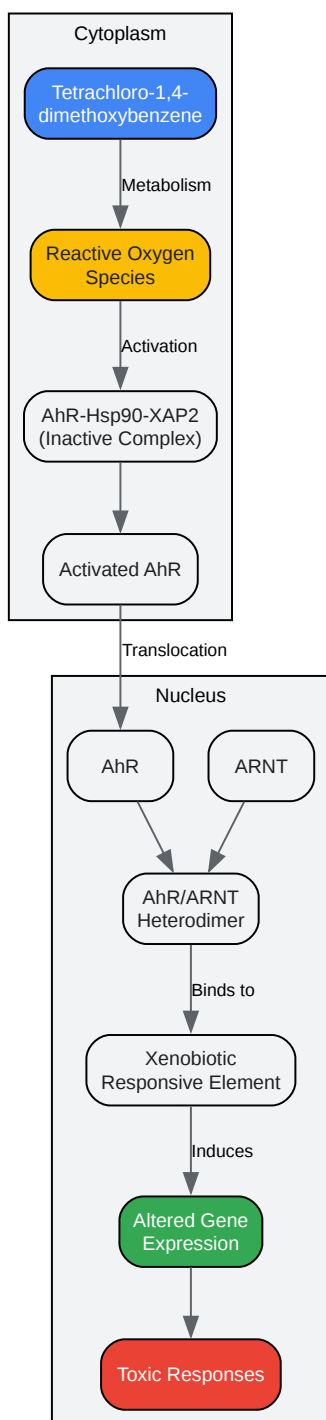 Cytoplasm
Tetrachloro-1,4-
dimethoxybenzene
Metabolism
Reactive Oxygen
Species
Activation
AhR-Hsp90-XAP2
(Inactive Complex)
Activated AhR
Translocation
Nucleus
AhR
ARNT
AhR/ARNT
Heterodimer
Binds to
Xenobiotic
Responsive Element
Induces
Altered Gene
Expression
Toxic Responses